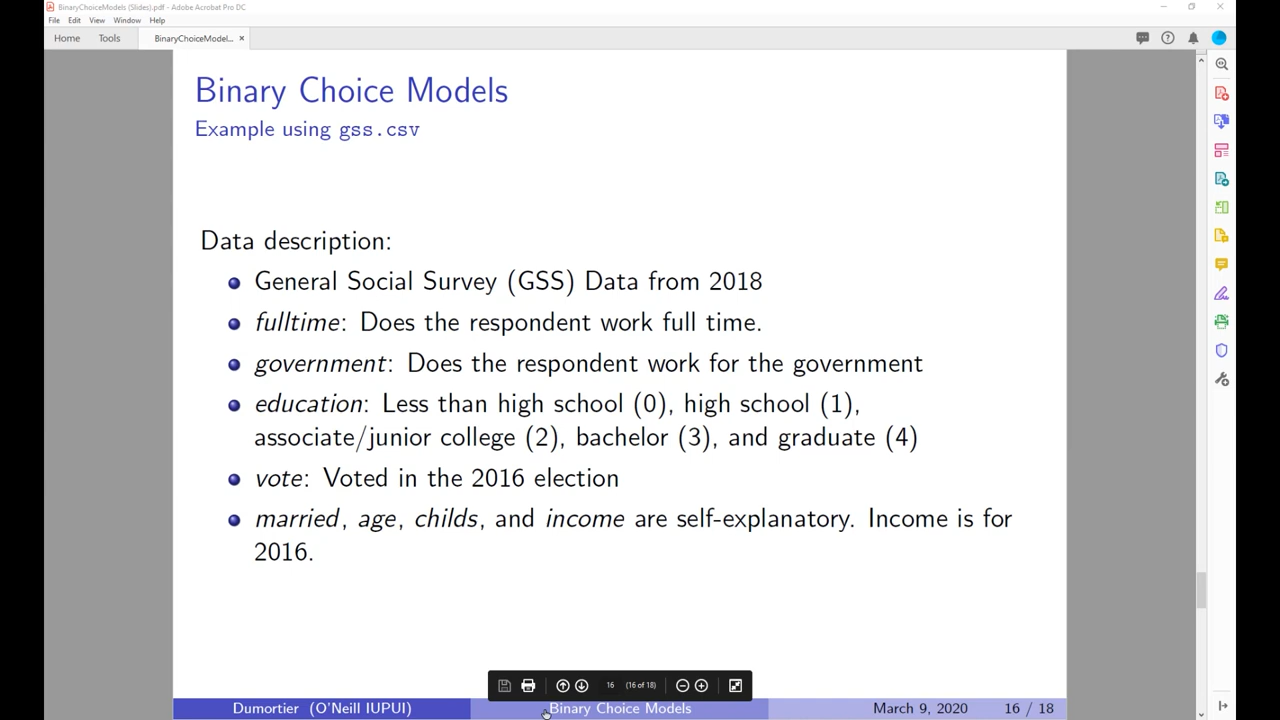 BinaryChoiceModels (Slides).pdf - Adobe Acrobat Pro DC
File Edit View Window Help
Home Tools BinaryChoiceModel... ×
Binary Choice Models
Example using gss.csv
Data description:
General Social Survey (GSS) Data from 2018
fulltime: Does the respondent work full time.
government: Does the respondent work for the government
education: Less than high school (0), high school (1),
associate/junior college (2), bachelor (3), and graduate (4)
vote: Voted in the 2016 election
married, age, childs, and income are self-explanatory. Income is for
2016.
16 (16 of 18)
Dumortier (O'Neill IUPUI) Binary Choice Models March 9, 2020 16 / 18